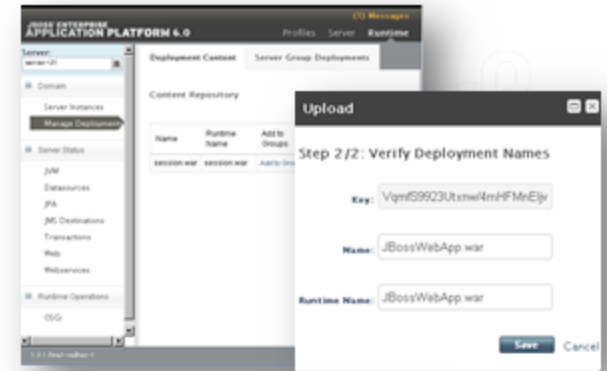 (1) Messages
JBOSS ENTERPRISE
APPLICATION PLATFORM 6.0
Profiles Server Runtime
Server:
Deployment Content Server Group Deployments
Domain
Server Instances
Manage Deployments
Content Repository
Name Runtime Name Add to Groups
session.war session.war Add to
Server Status
JVM
Datasources
JPA
JMS Destinations
Transactions
Web
Webservices
Runtime Operations
OSGi
Upload
Step 2/2: Verify Deployment Names
Key:
Name: JBossWebApp.war
Runtime Name: JBossWebApp.war
Save Cancel